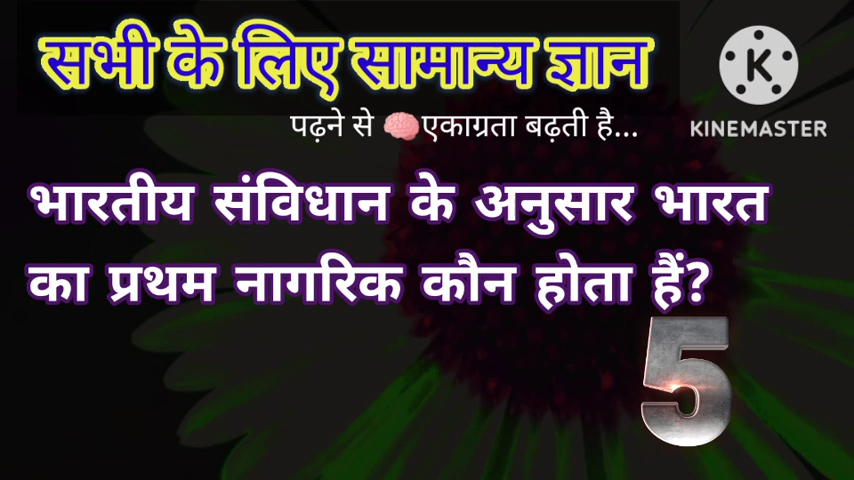 सभी के लिए सामान्य ज्ञान
K
KINEMASTER
पढ़ने से 🧠एकाग्रता बढ़ती है...
भारतीय संविधान के अनुसार भारत
का प्रथम नागरिक कौन होता हैं?
5